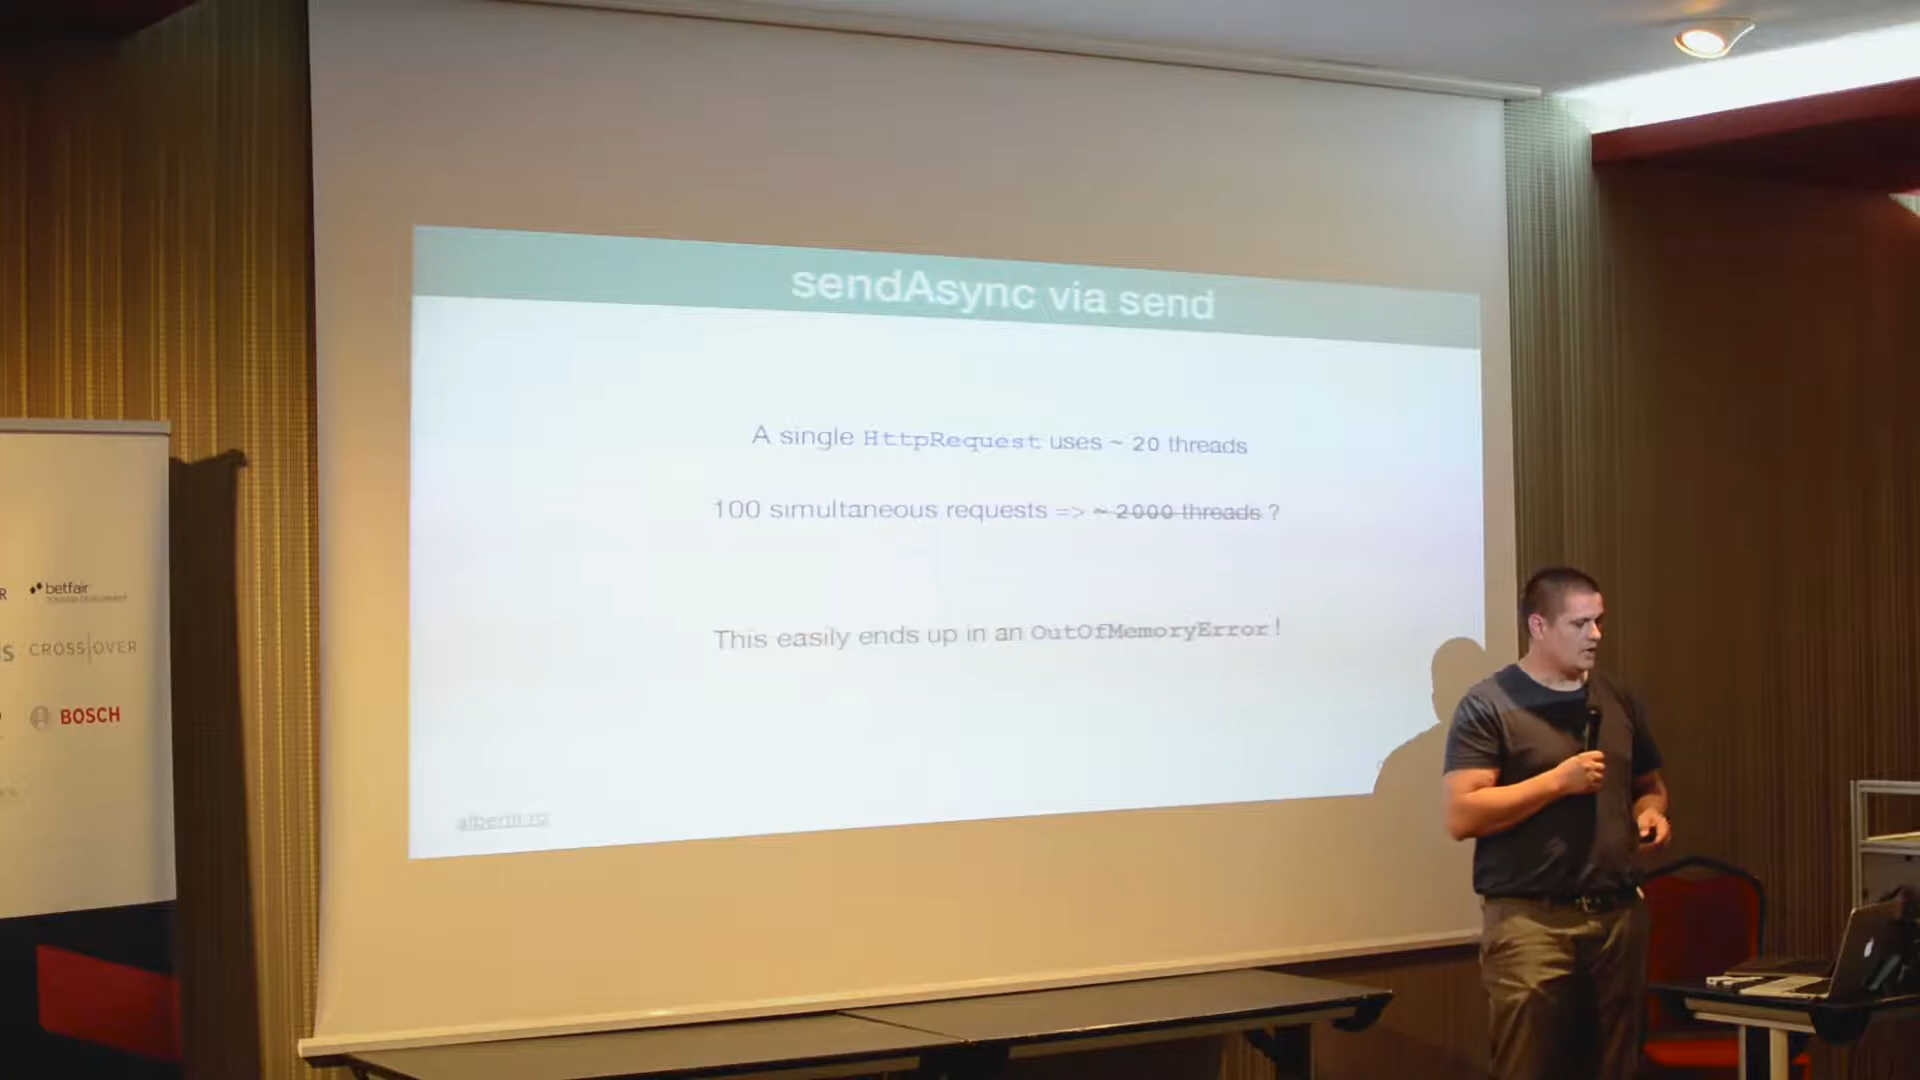 sendAsync via send
A single HttpRequest uses ~ 20 threads
100 simultaneous requests => ~ 2000 threads ?
This easily ends up in an OutOfMemoryError!
R
betfair
S
CROSS|OVER
BOSCH